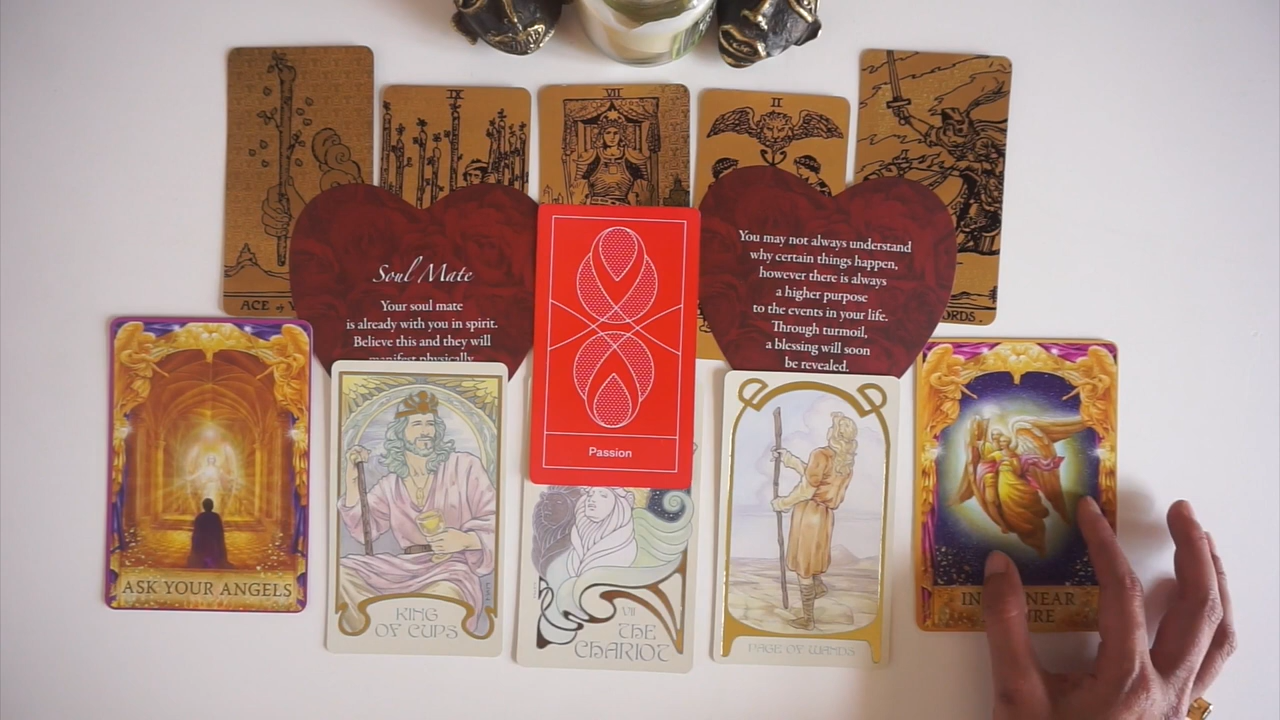 IX
VII
II
ACE of
ORDS.
Soul Mate
Your soul mate
is already with you in spirit.
Believe this and they will
manifest physically
You may not always understand
why certain things happen,
however there is always
a higher purpose
to the events in your life.
Through turmoil,
a blessing will soon
be revealed.
Passion
ASK YOUR ANGELS
KING
OF CUPS
VII
THE
CHARIOT
PAGE OF WANDS
IN NEAR
URE